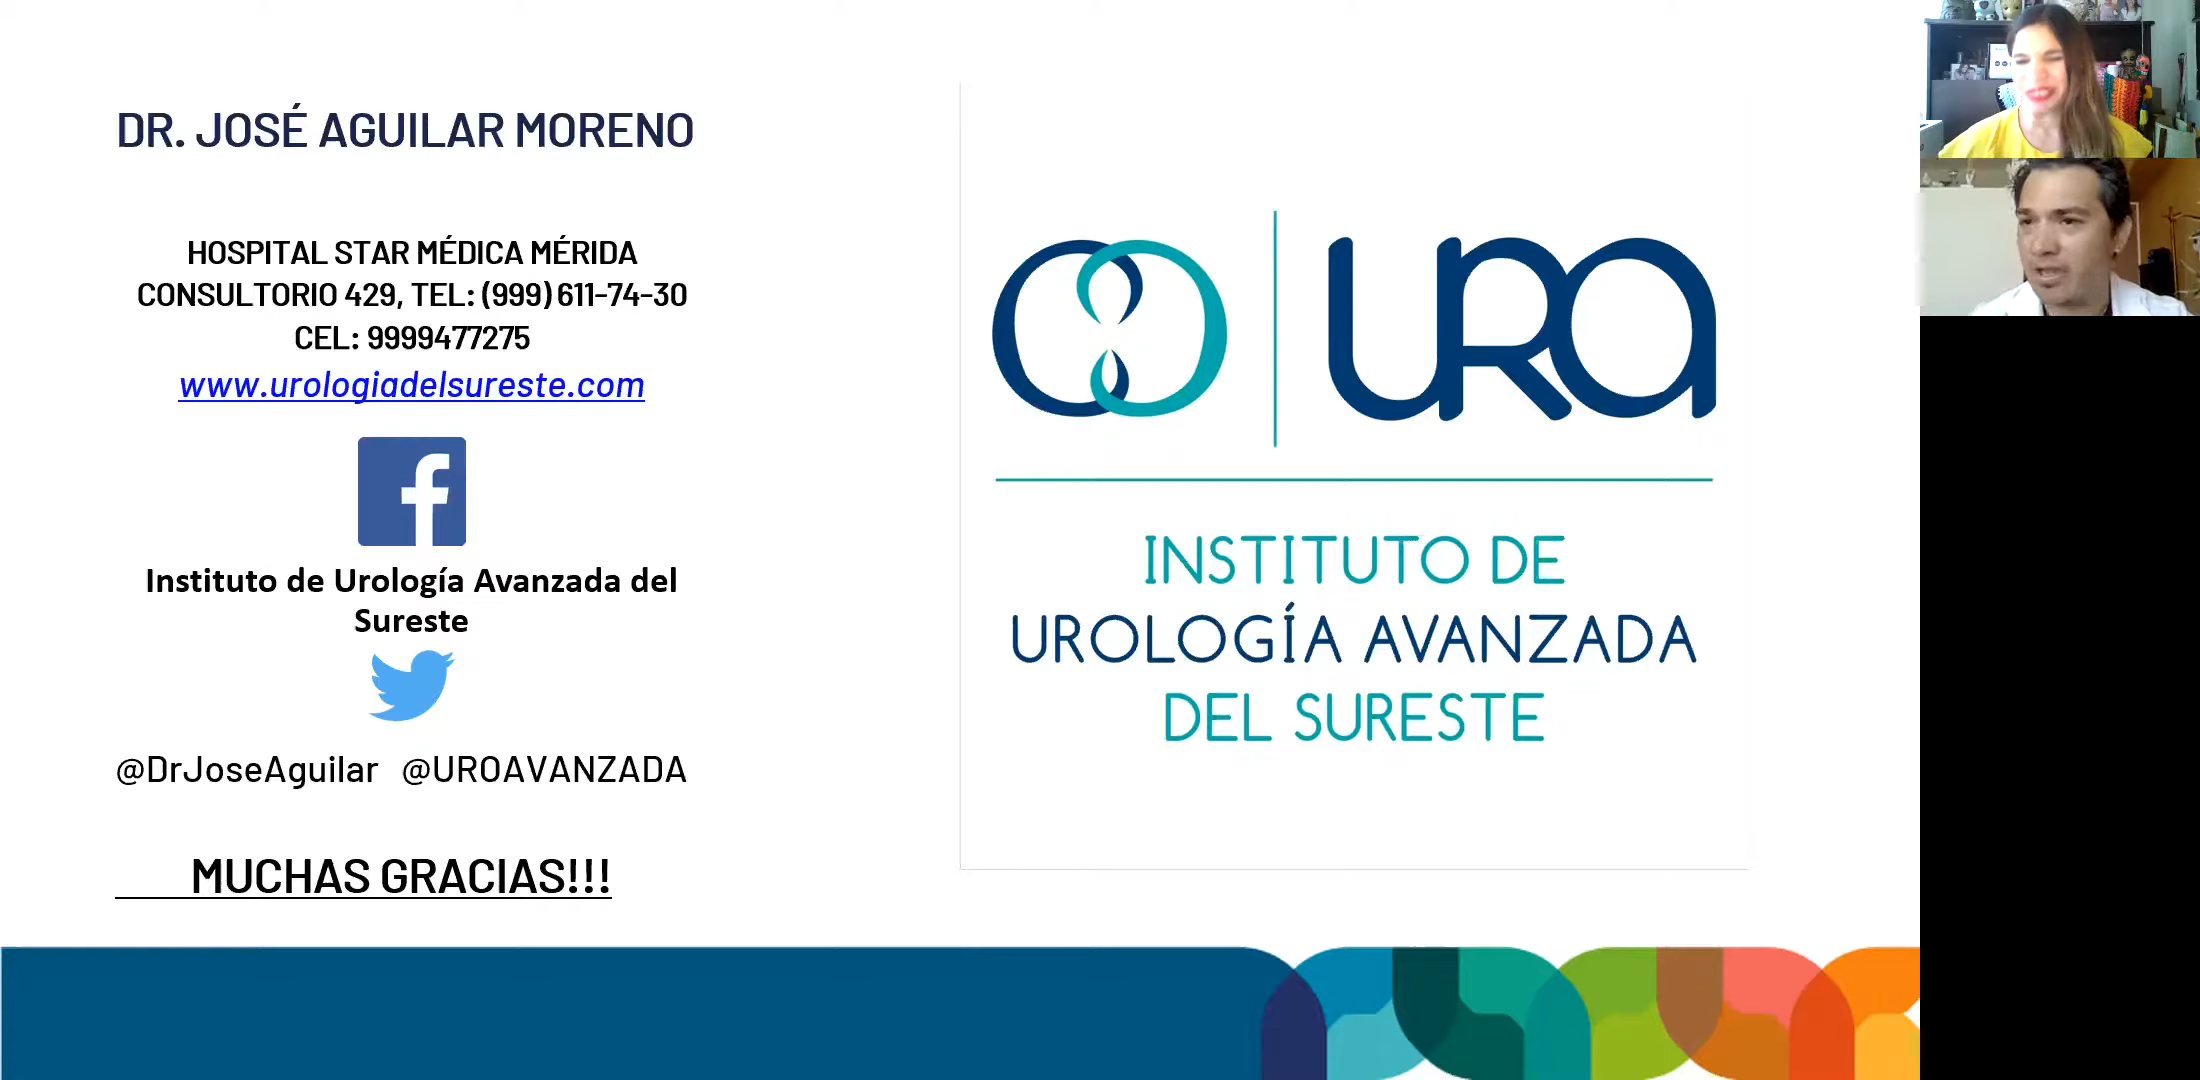 DR. JOSÉ AGUILAR MORENO
HOSPITAL STAR MÉDICA MÉRIDA
CONSULTORIO 429, TEL: (999) 611-74-30
CEL: 9999477275
www.urologiadelsureste.com
Instituto de Urología Avanzada del
Sureste
@DrJoseAguilar @UROAVANZADA
MUCHAS GRACIAS!!!
URA
INSTITUTO DE
UROLOGÍA AVANZADA
DEL SURESTE